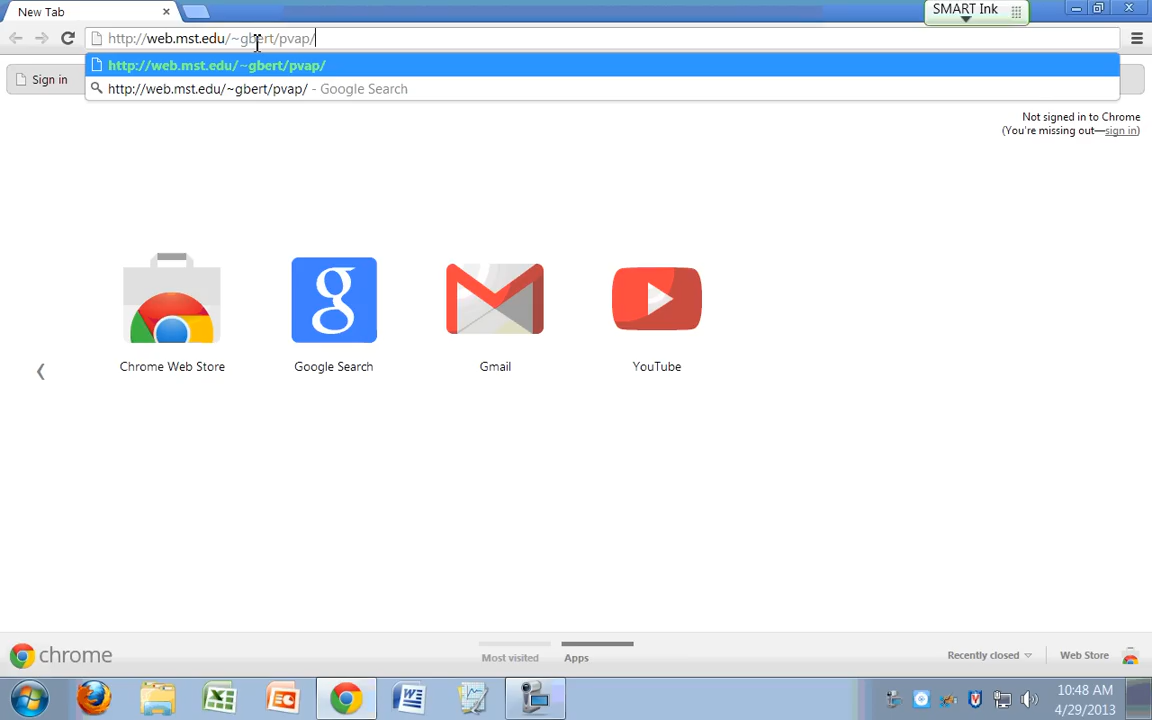 New Tab
SMART Ink
http://web.mst.edu/~gbert/pvap/
http://web.mst.edu/~gbert/pvap/
http://web.mst.edu/~gbert/pvap/ - Google Search
Sign in
Not signed in to Chrome
(You're missing out—sign in)
g
Chrome Web Store
Google Search
Gmail
YouTube
chrome
Most visited
Apps
Recently closed
Web Store
10:48 AM
4/29/2013